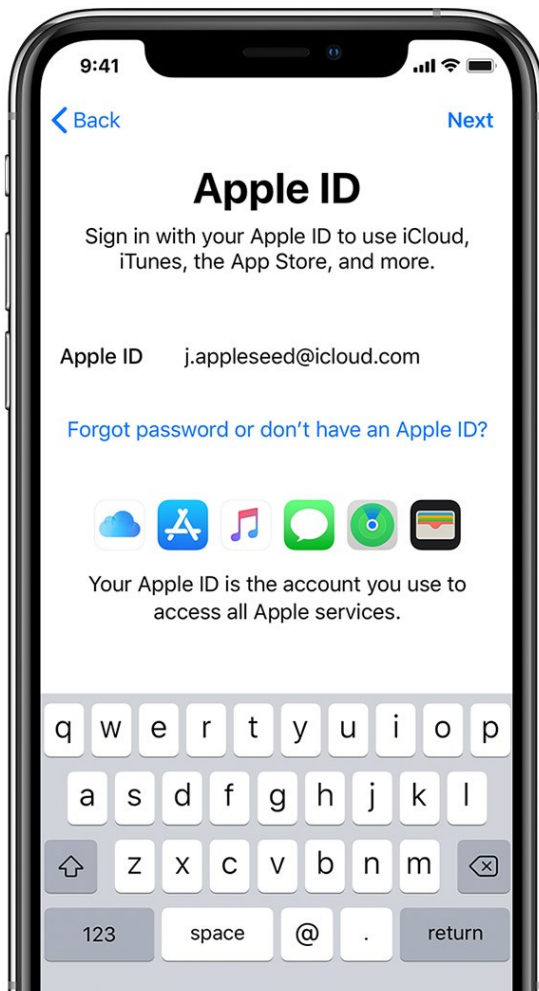 9:41
Back
Next
Apple ID
Sign in with your Apple ID to use iCloud,
iTunes, the App Store, and more.
Apple ID j.appleseed@icloud.com
Forgot password or don’t have an Apple ID?
Your Apple ID is the account you use to
access all Apple services.
q w e r t y u i o p
a s d f g h j k l
z x c v b n m
123 space @ . return